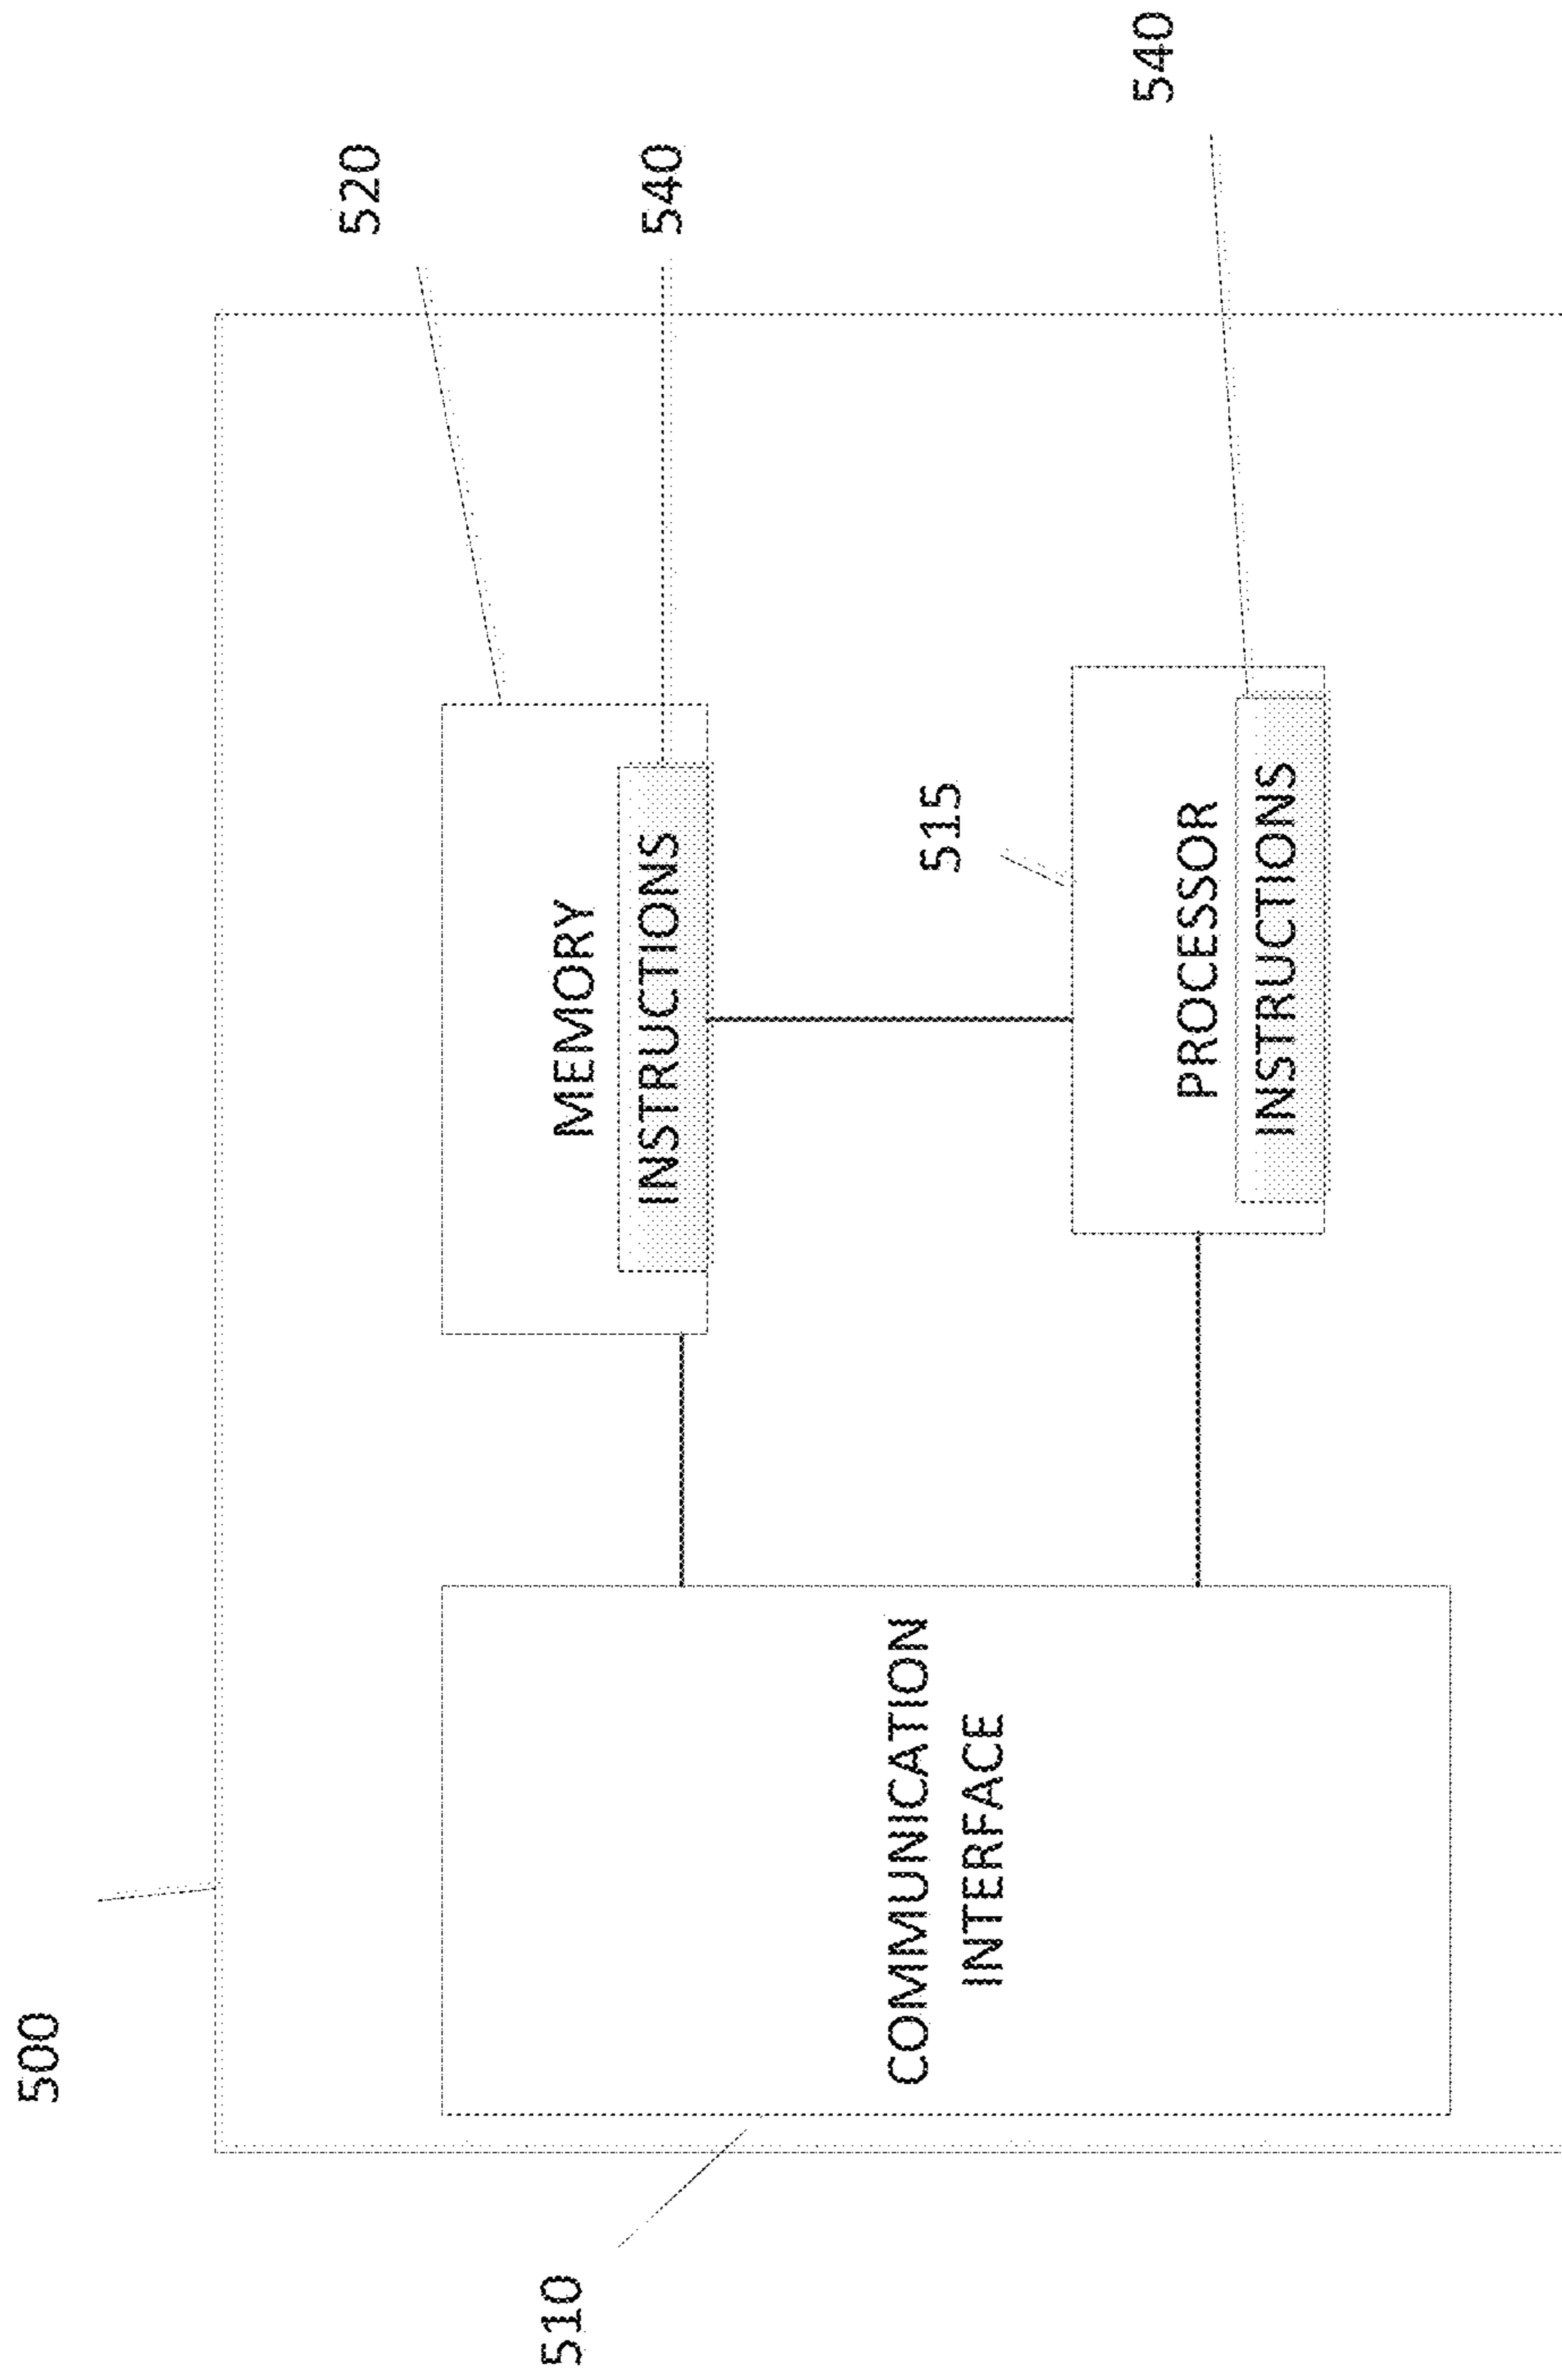 500
520
540
MEMORY
INSTRUCTIONS
510
COMMUNICATION
INTERFACE
515
540
PROCESSOR
INSTRUCTIONS